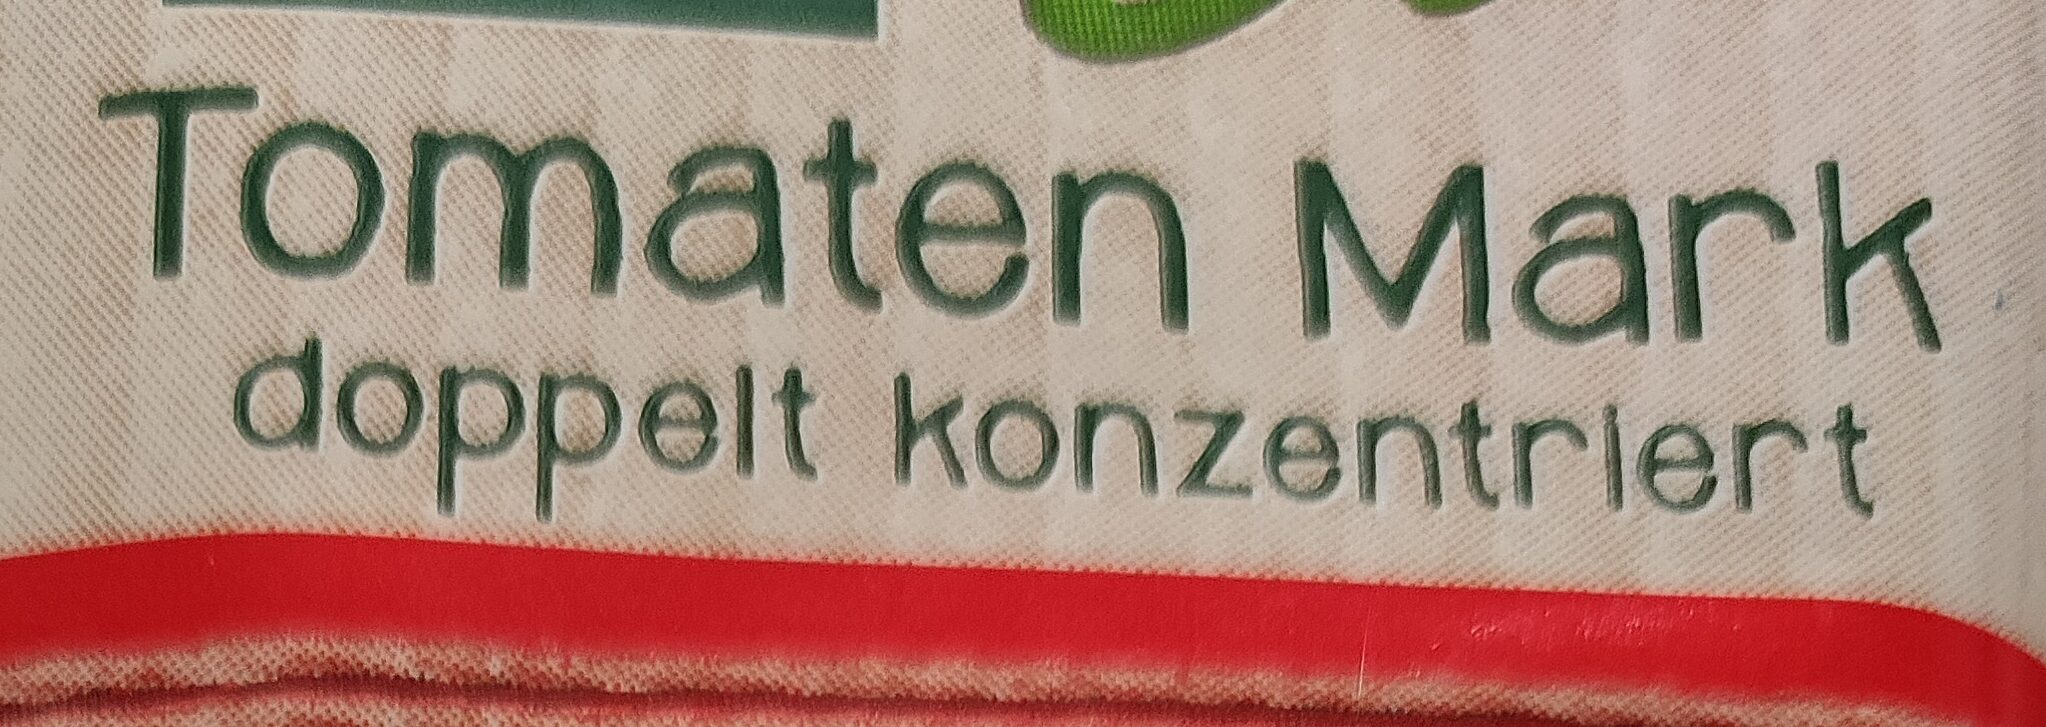 Tomaten Mark
doppelt konzentriert